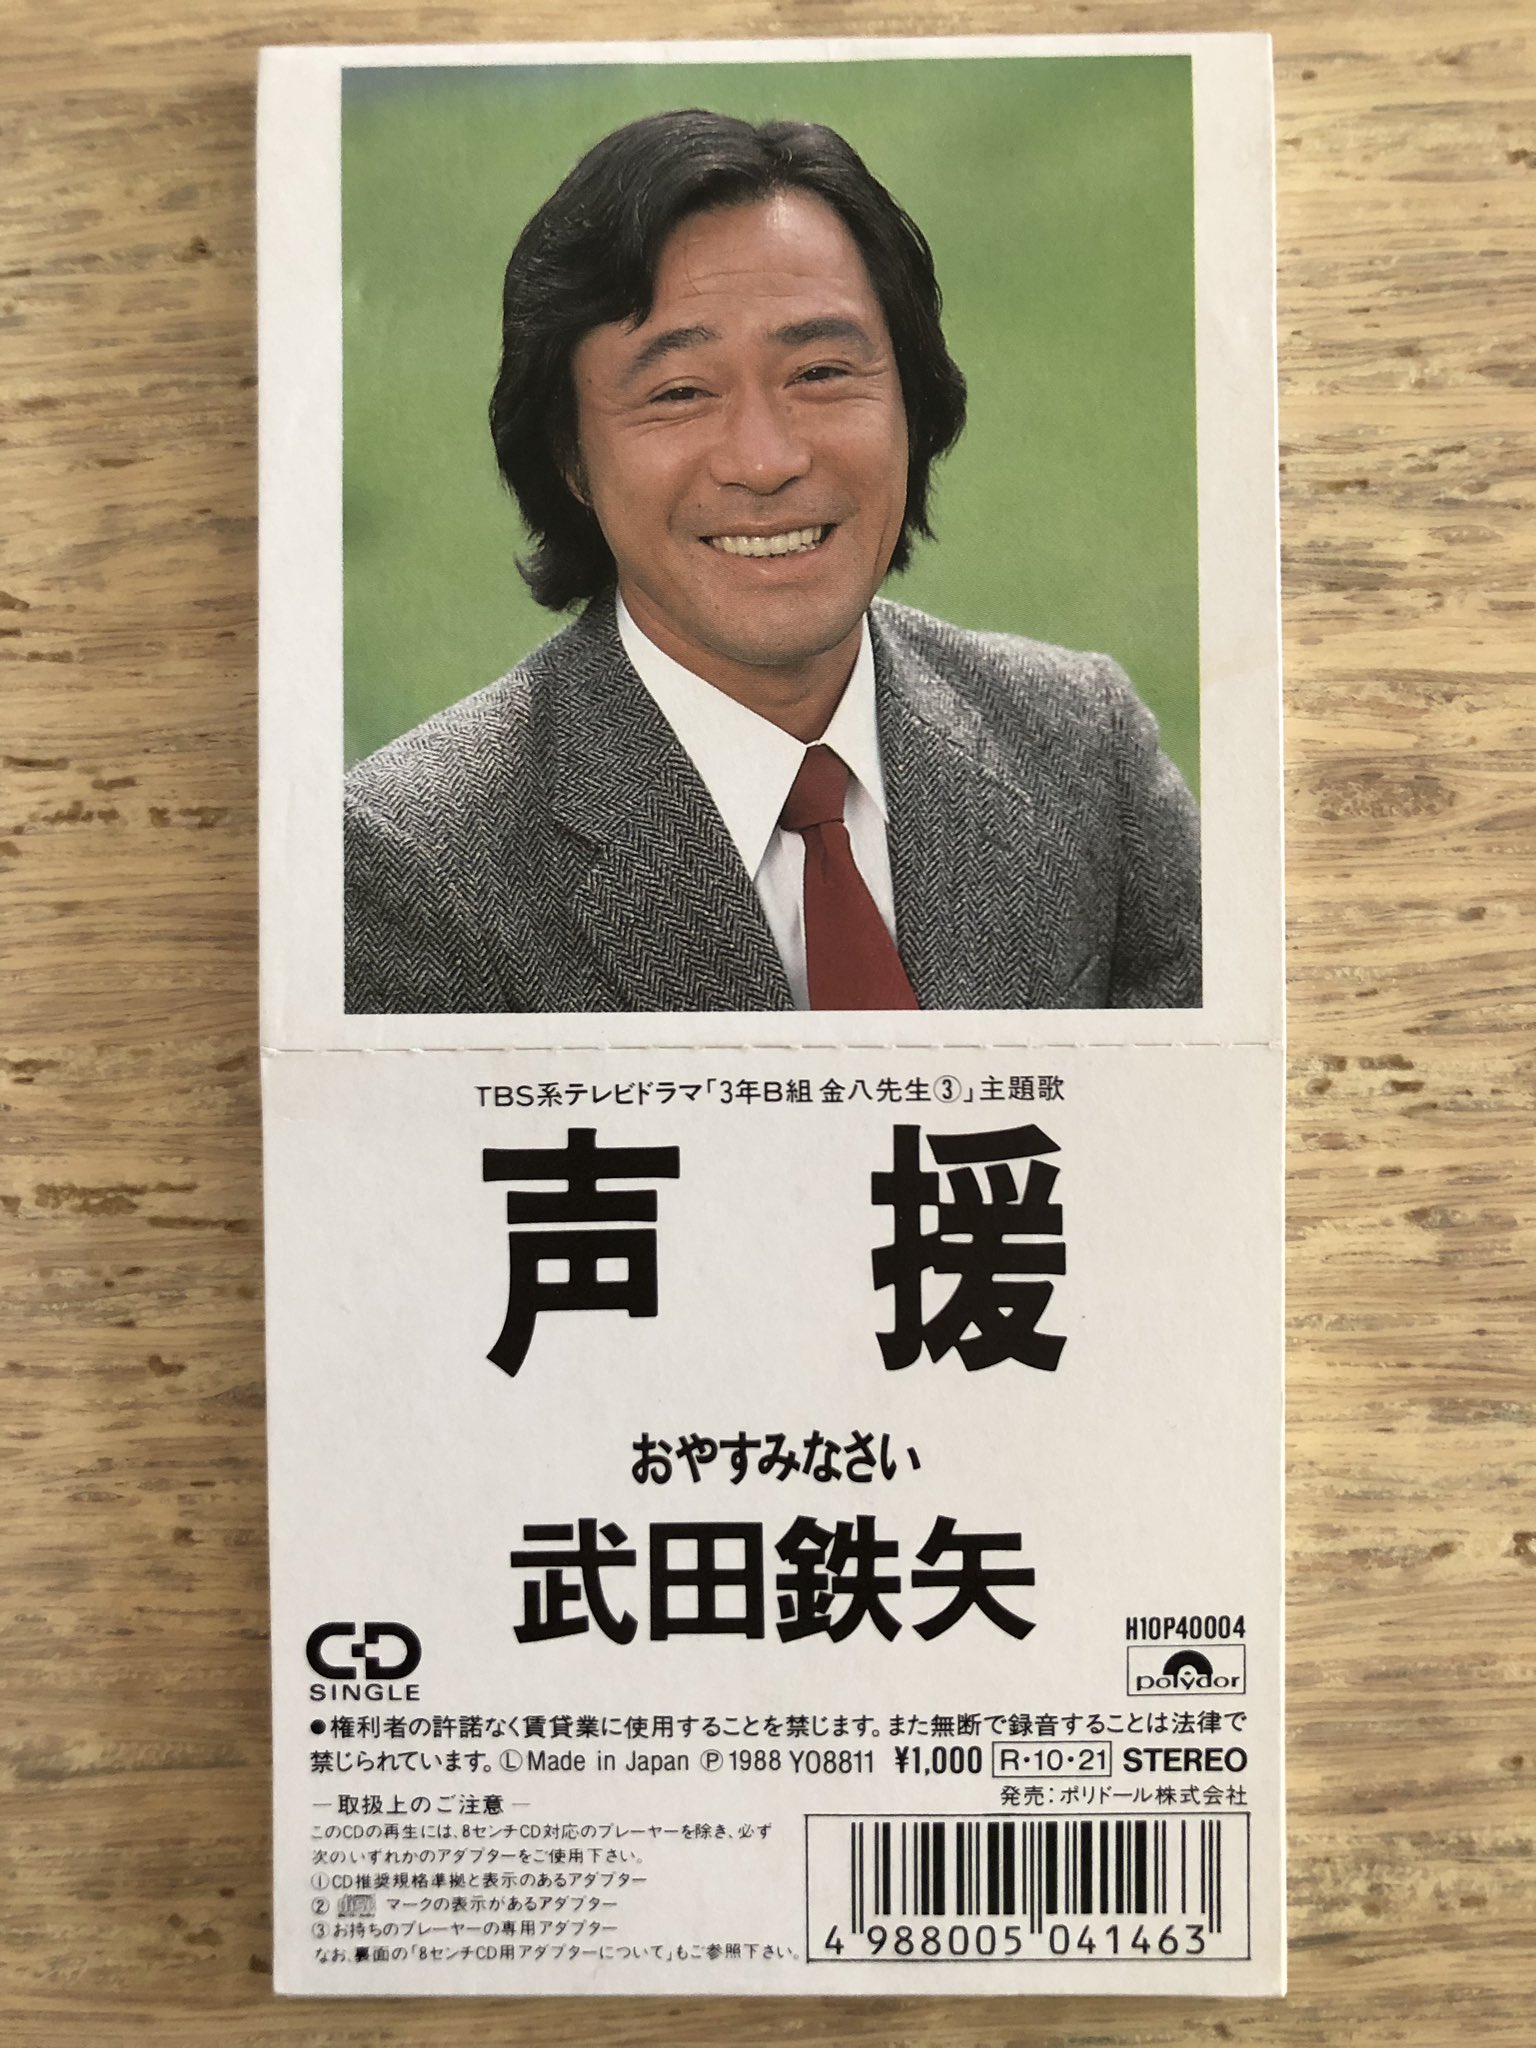 TBS系テレビドラマ「3年B組 金八先生③」主題歌
声 援
おやすみなさい
武田鉄矢
CD
SINGLE
H10P40004
polydor
●権利者の許諾なく賃貸業に使用することを禁じます。また無断で録音することは法律で
禁じられています。Ⓛ Made in Japan Ⓟ 1988 Y08811 ¥1,000 R・10・21 STEREO
発売：ポリドール株式会社
―取扱上のご注意―
このCDの再生には、8センチCD対応のプレーヤーを除き、必ず
次のいずれかのアダプターをご使用下さい。
①CD推奨規格準拠と表示のあるアダプター
② マークの表示があるアダプター
③お持ちのプレーヤーの専用アダプター
なお、裏面の「8センチCD用アダプターについて」もご参照下さい。
4 988005 041463